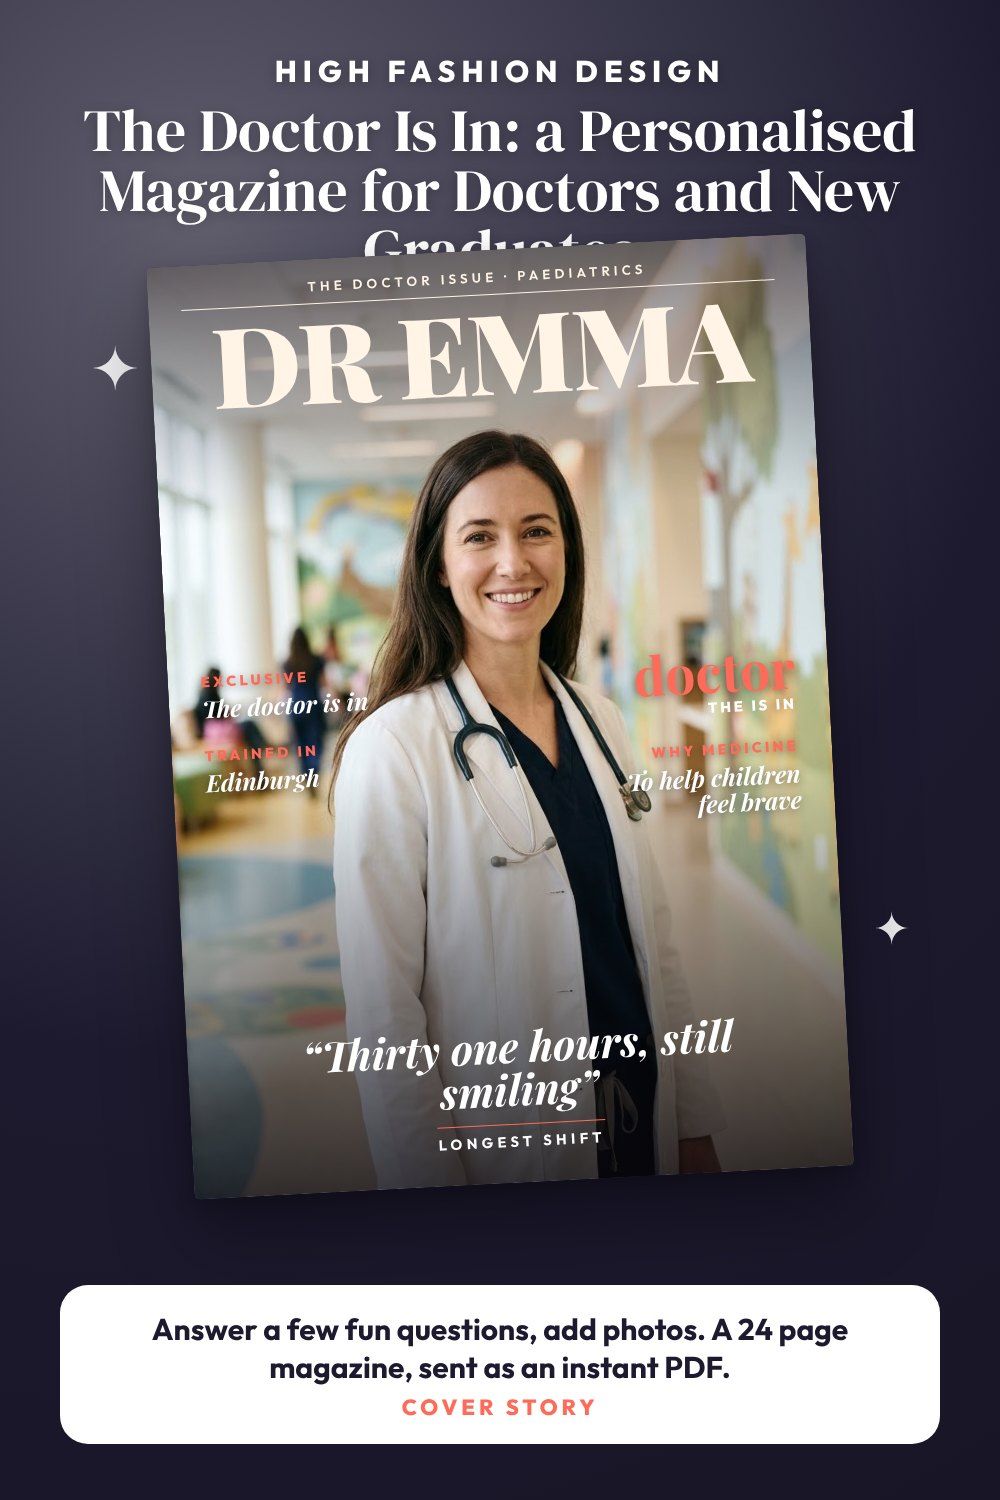 HIGH FASHION DESIGN
The Doctor Is In: a Personalised
Magazine for Doctors and New
Graduates
THE DOCTOR ISSUE · PAEDIATRICS
DR EMMA
EXCLUSIVE
The doctor is in
TRAINED IN
Edinburgh
doctor
THE IS IN
WHY MEDICINE
To help children
feel brave
“Thirty one hours, still
smiling”
LONGEST SHIFT
Answer a few fun questions, add photos. A 24 page
magazine, sent as an instant PDF.
COVER STORY